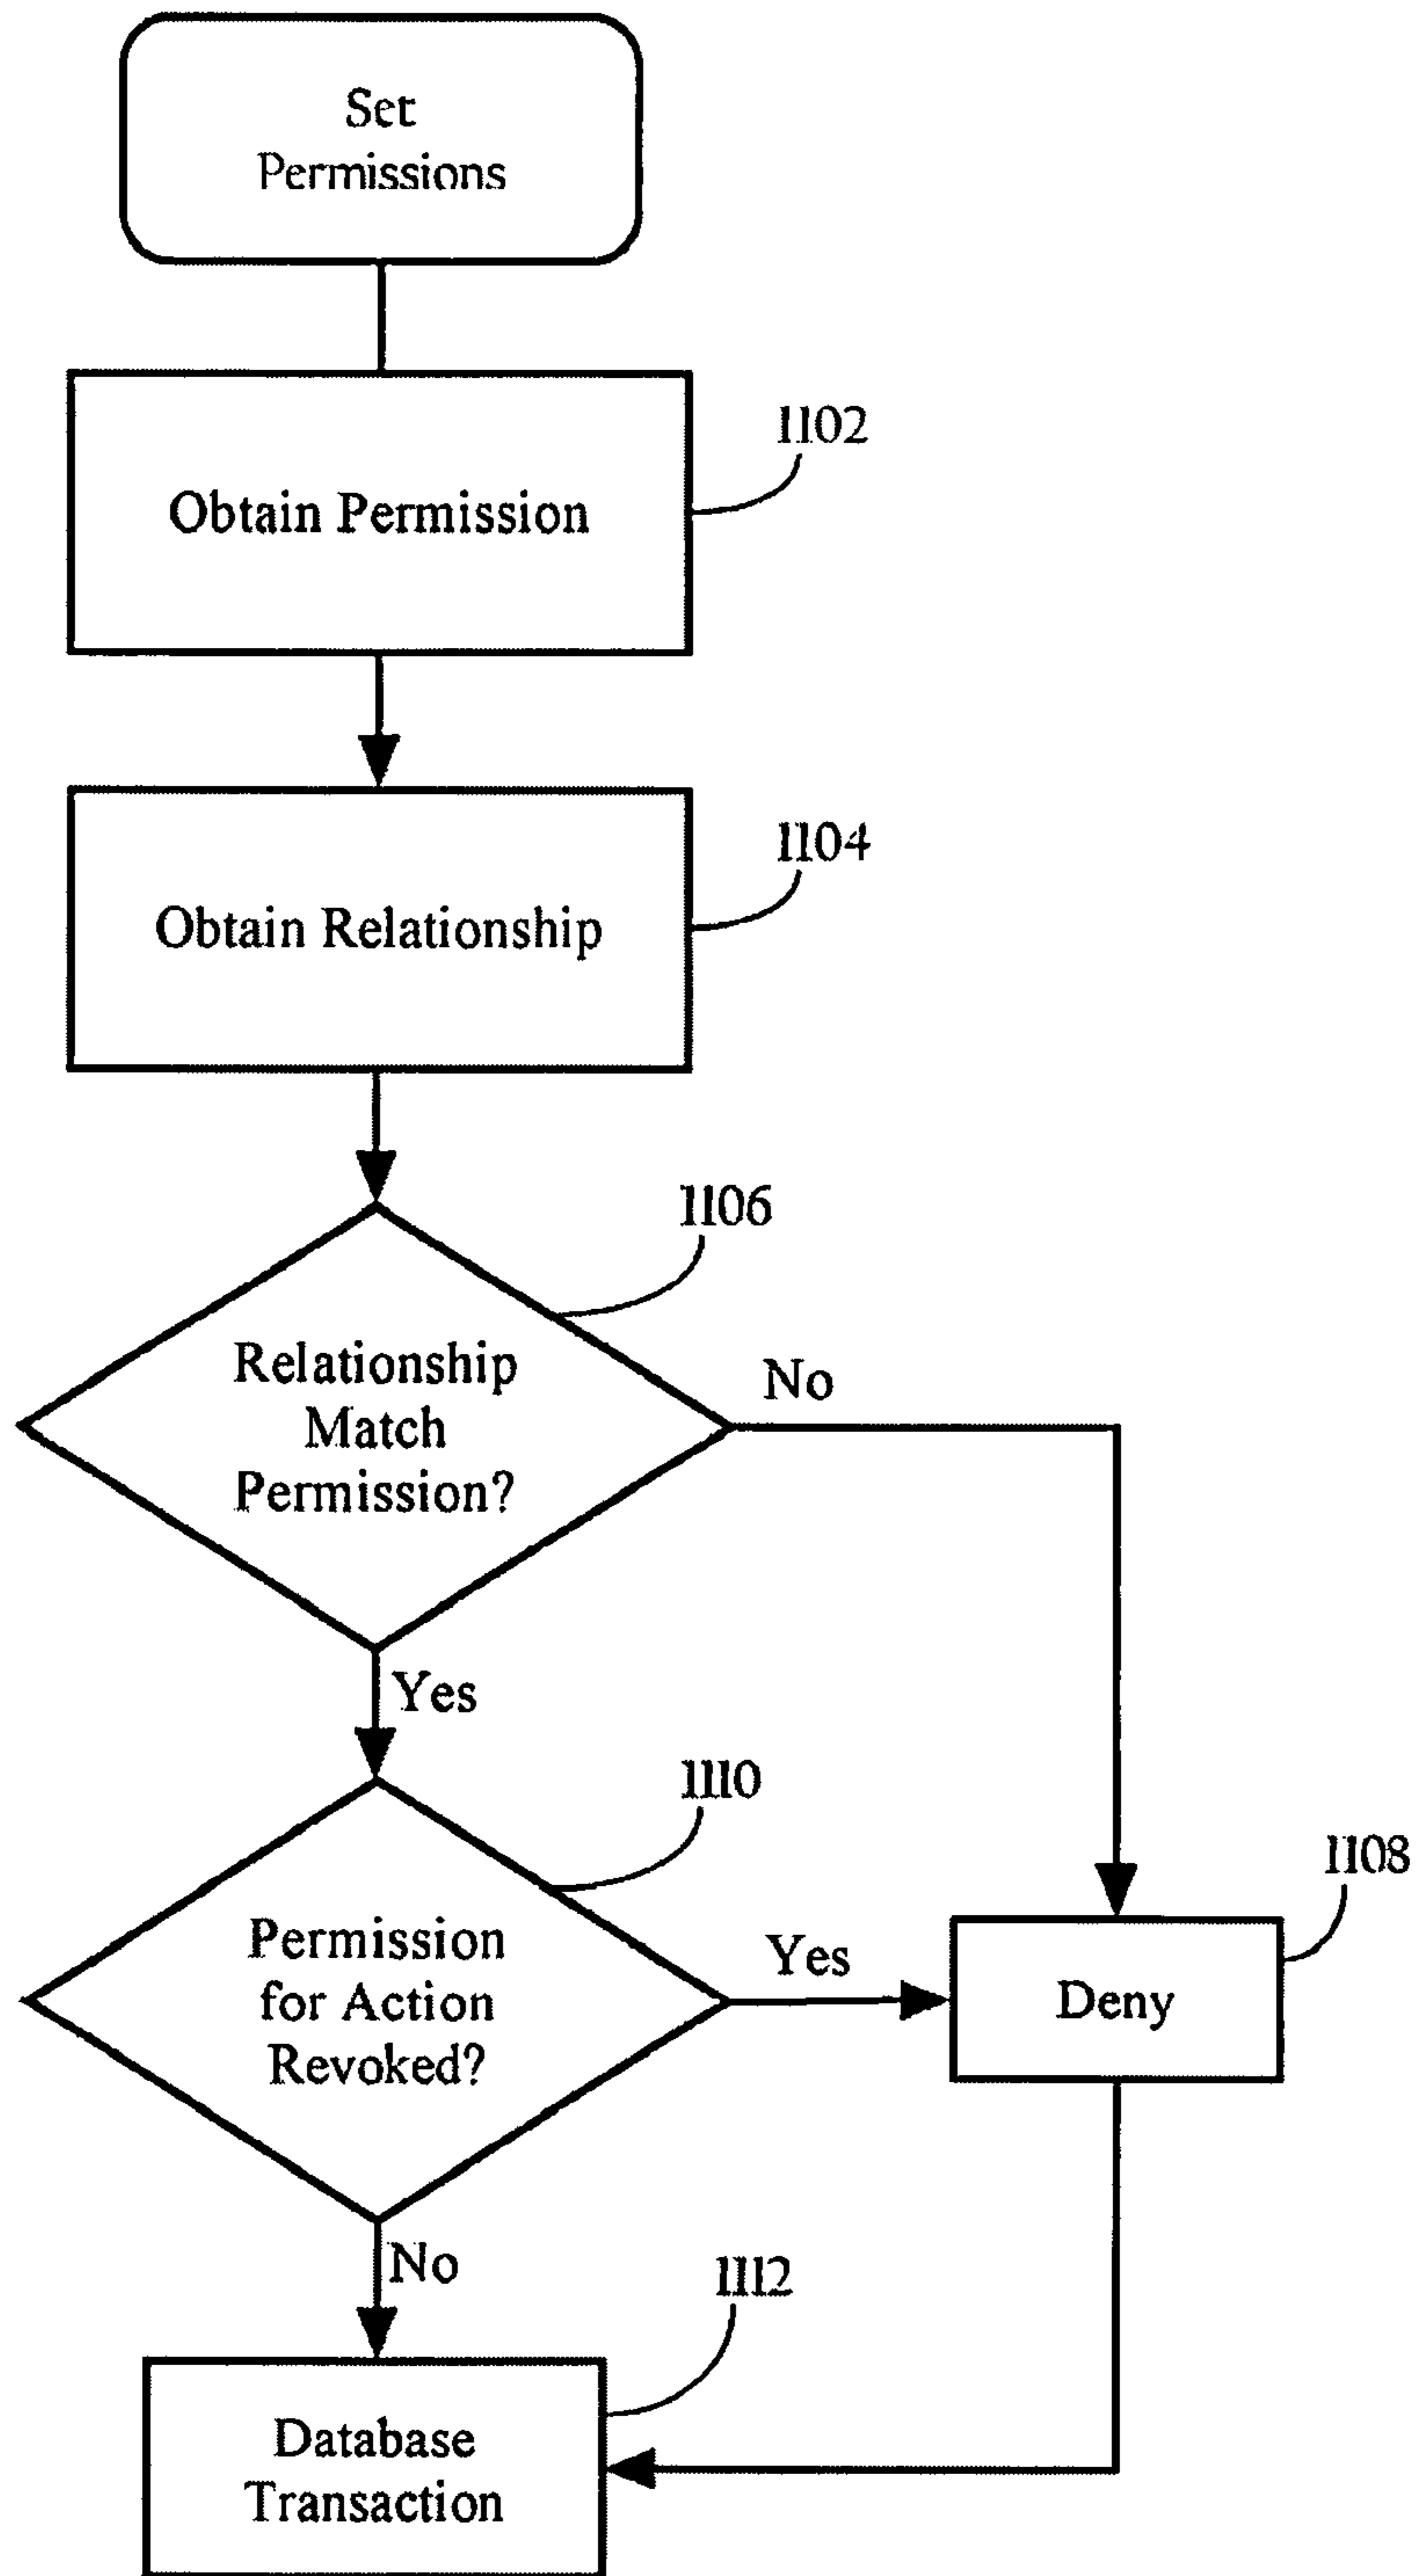 Set
Permissions
1102
Obtain Permission
1104
Obtain Relationship
1106
Relationship
Match
Permission?
No
Yes
1110
Permission
for Action
Revoked?
Yes
1108
Deny
No
1112
Database
Transaction